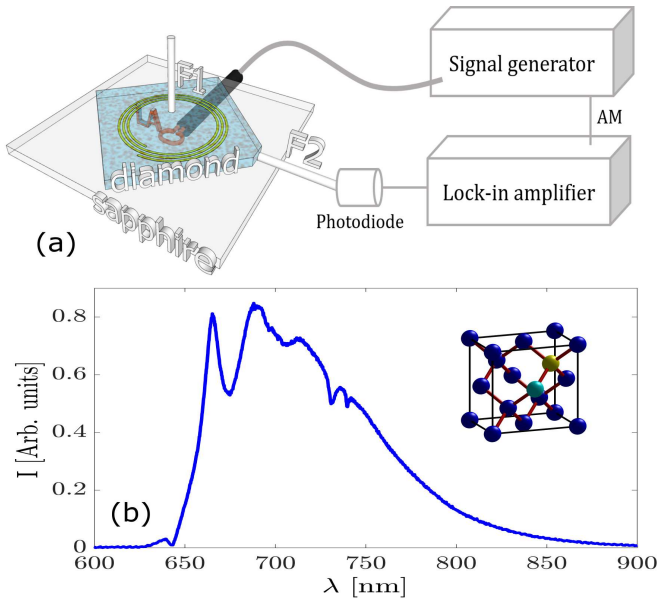 F1
Signal generator
AM
diamond
F2
sapphire
Photodiode
Lock-in amplifier
(a)
0.8
0.6
0.4
0.2
0
I [Arb. units]
(b)
600 650 700 750 800 850 900
λ [nm]